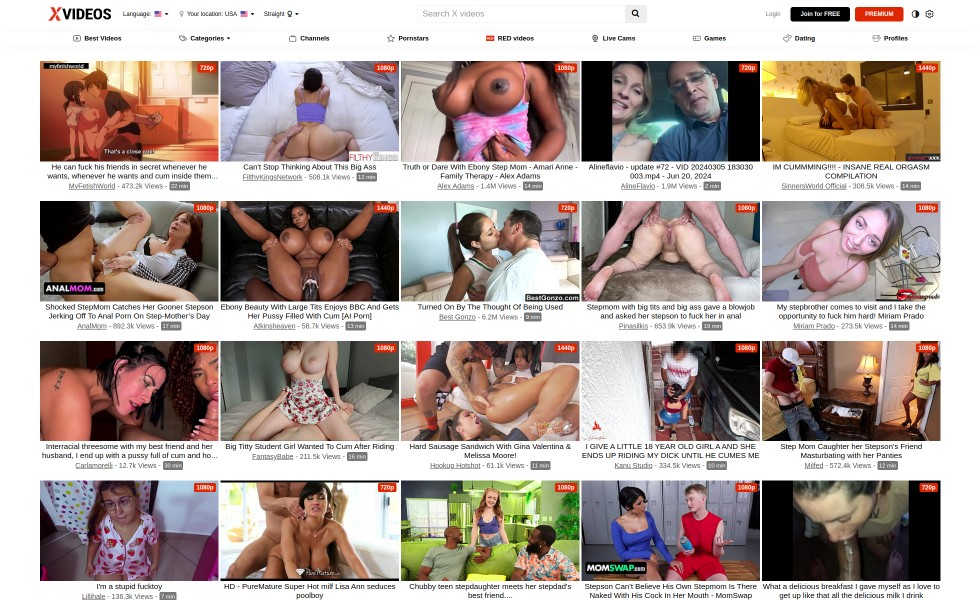 XVIDEOS Language: Your location: USA Straight Search X videos Login Join for FREE PREMIUM
Best Videos Categories Channels Pornstars RED videos Live Cams Games Dating Profiles
myfetishworld 720p 1080p 1080p 720p 1440p
That's a close one!
He can fuck his friends in secret whenever he
wants, whenever he wants and cum inside them...
MyFetishWorld - 473.2k Views - 22 min
Can't Stop Thinking About This Big Ass
FilthyKingsNetwork - 508.1k Views - 12 min
Truth or Dare With Ebony Step Mom - Amari Anne -
Family Therapy - Alex Adams
Alex Adams - 1.4M Views - 14 min
Alineflavio - update #72 - VID 20240305 183030
003.mp4 - Jun 20, 2024
AlineFlavio - 1.9M Views - 2 min
IM CUMMMING!!!! - INSANE REAL ORGASM
COMPILATION
SinnersWorld Official - 308.5k Views - 14 min
1080p 1440p 720p 1080p 1080p
ANALMOM.com
BestGonzo.com
Shocked StepMom Catches Her Gooner Stepson
Jerking Off To Anal Porn On Step-Mother's Day
AnalMom - 892.3k Views - 17 min
Ebony Beauty With Large Tits Enjoys BBC And Gets
Her Pussy Filled With Cum [AI Porn]
Atkinsheaven - 58.7k Views - 13 min
Turned On By The Thought Of Being Used
Best Gonzo - 6.2M Views - 9 min
Stepmom with big tits and big ass gave a blowjob
and asked her stepson to fuck her in anal
Pinasilkis - 653.9k Views - 19 min
My stepbrother comes to visit and I take the
opportunity to fuck him hard! Miriam Prado
Miriam Prado - 273.5k Views - 14 min
1080p 1080p 1440p 1080p 1080p
Interracial threesome with my best friend and her
husband, I end up with a pussy full of cum and ho...
Carlamorelli - 12.7k Views - 30 min
Big Titty Student Girl Wanted To Cum After Riding
FantasyBabe - 211.5k Views - 16 min
Hard Sausage Sandwich With Gina Valentina &
Melissa Moore!
Hookup Hotshot - 61.1k Views - 11 min
I GIVE A LITTLE 18 YEAR OLD GIRL A AND SHE
ENDS UP RIDING MY DICK UNTIL HE CUMES ME
Kanu Studio - 334.5k Views - 10 min
Step Mom Caughter her Stepson's Friend
Masturbating with her Panties
Milfed - 572.4k Views - 12 min
1080p 720p 1080p 1080p 720p
PureMature
MOMSWAP.com
I'm a stupid fucktoy
Lillihale - 136.3k Views - 7 min
HD - PureMature Super Hot milf Lisa Ann seduces
poolboy
Chubby teen stepdaughter meets her stepdad's
best friend....
Stepson Can't Believe His Own Stepmom Is There
Naked With His Cock In Her Mouth - MomSwap
What a delicious breakfast I gave myself as I love to
get up like that all the delicious milk I drink